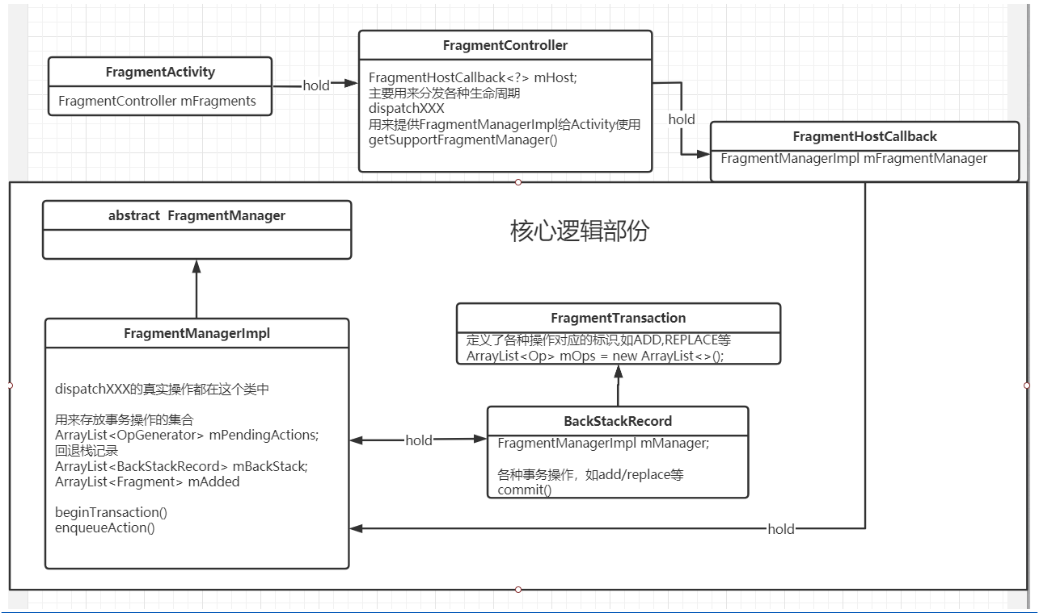 FragmentActivity
FragmentController mFragments
hold
FragmentController
FragmentHostCallback<?> mHost;
主要用来分发各种生命周期
dispatchXXX
用来提供FragmentManagerImpl给Activity使用
getSupportFragmentManager()
hold
FragmentHostCallback
FragmentManagerImpl mFragmentManager
核心逻辑部份
abstract FragmentManager
FragmentManagerImpl
dispatchXXX的真实操作都在这个类中
用来存放事务操作的集合
ArrayList<OpGenerator> mPendingActions;
回退栈记录
ArrayList<BackStackRecord> mBackStack;
ArrayList<Fragment> mAdded
beginTransaction()
enqueueAction()
hold
FragmentTransaction
定义了各种操作对应的标识,如ADD,REPLACE等
ArrayList<Op> mOps = new ArrayList<>();
BackStackRecord
FragmentManagerImpl mManager;
各种事务操作，如add/replace等
commit()
hold